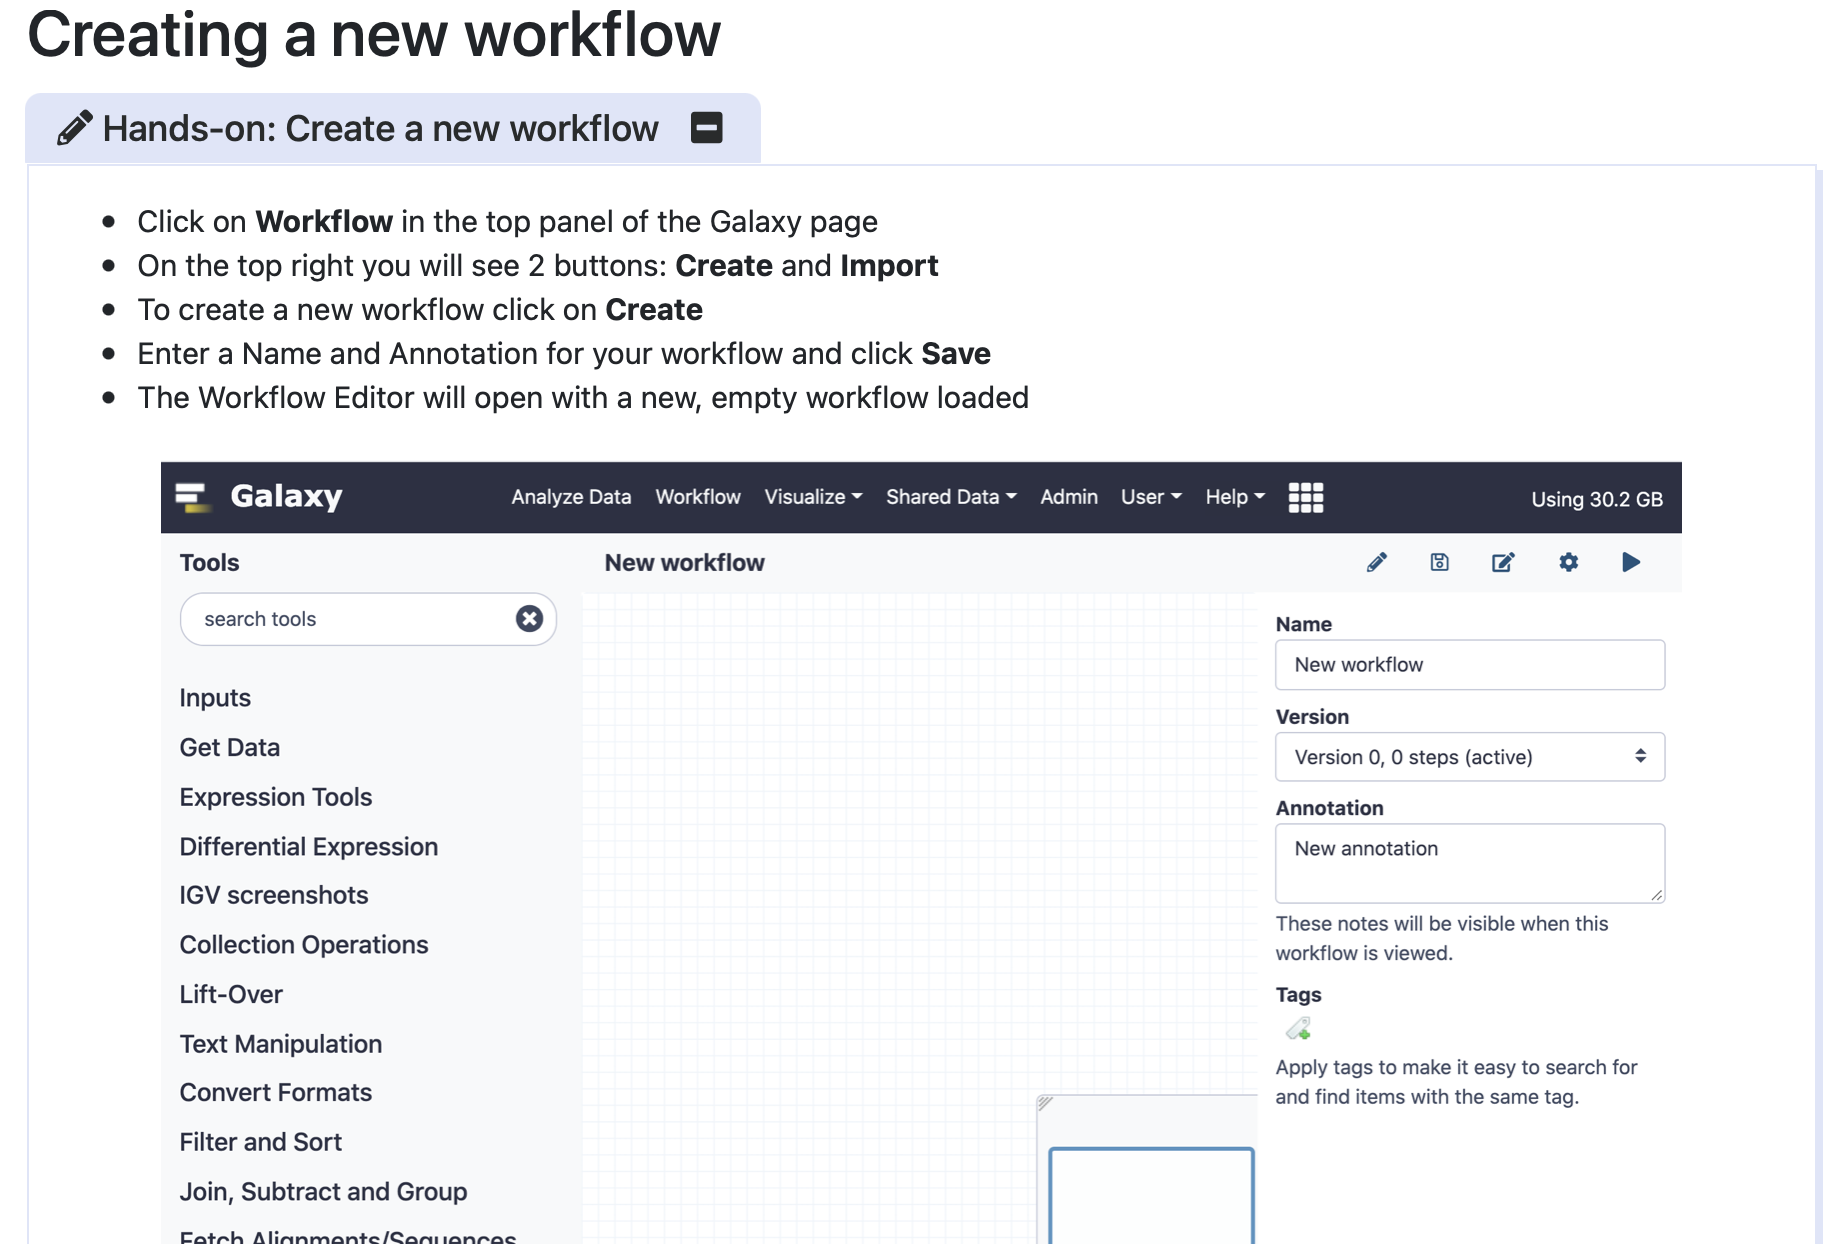 Creating a new workflow
Hands-on: Create a new workflow
Click on Workflow in the top panel of the Galaxy page
On the top right you will see 2 buttons: Create and Import
To create a new workflow click on Create
Enter a Name and Annotation for your workflow and click Save
The Workflow Editor will open with a new, empty workflow loaded
Galaxy Analyze Data Workflow Visualize Shared Data Admin User Help Using 30.2 GB
Tools
search tools
Inputs
Get Data
Expression Tools
Differential Expression
IGV screenshots
Collection Operations
Lift-Over
Text Manipulation
Convert Formats
Filter and Sort
Join, Subtract and Group
Fetch Alignments/Sequences
New workflow
Name
New workflow
Version
Version 0, 0 steps (active)
Annotation
New annotation
These notes will be visible when this
workflow is viewed.
Tags
Apply tags to make it easy to search for
and find items with the same tag.